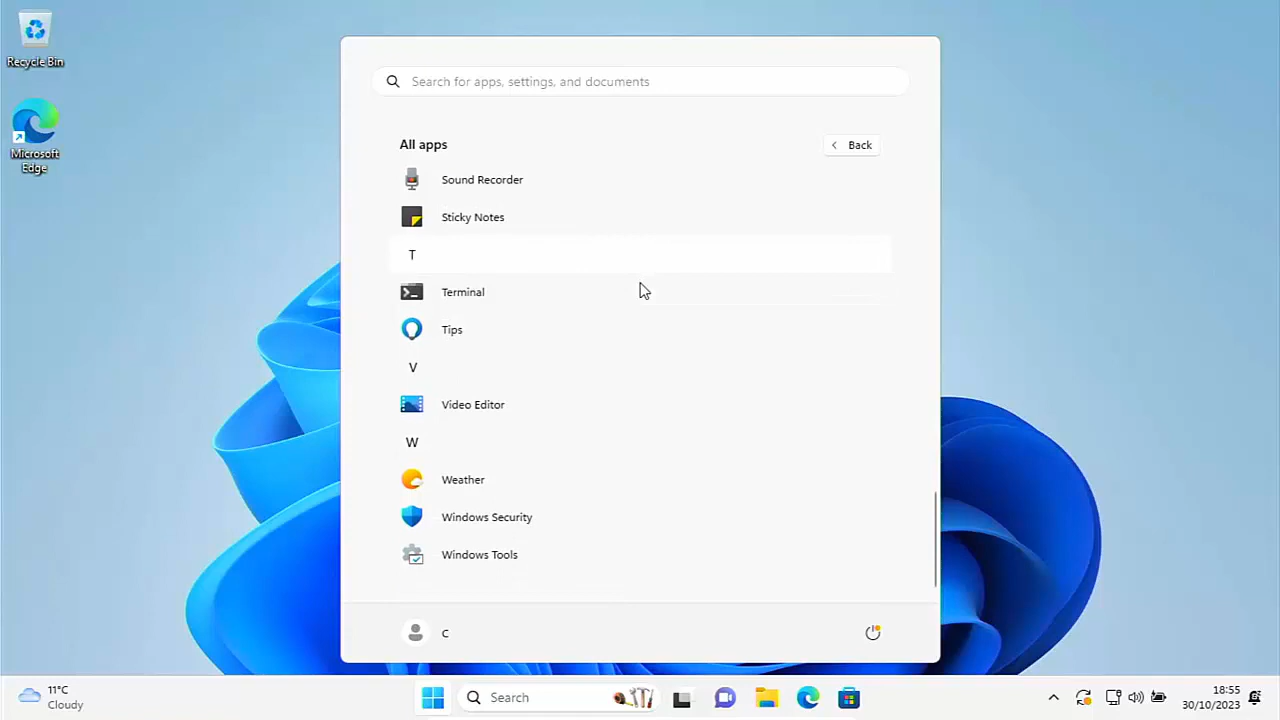 Recycle Bin
Microsoft
Edge
Search for apps, settings, and documents
All apps
Back
Sound Recorder
Sticky Notes
T
Terminal
Tips
V
Video Editor
W
Weather
Windows Security
Windows Tools
C
11°C
Cloudy
Search
18:55
30/10/2023